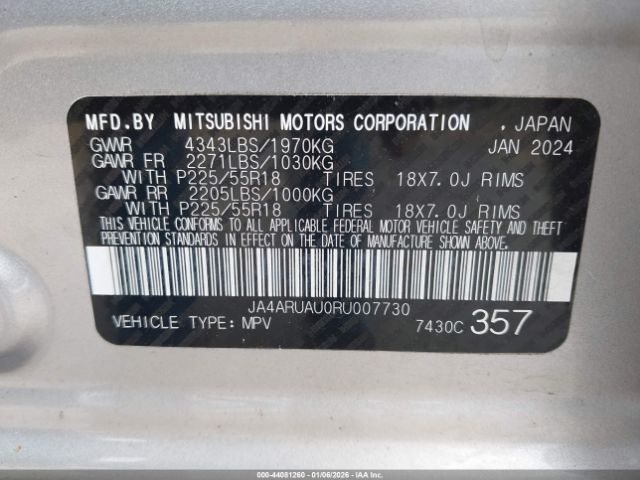 MFD.BY MITSUBISHI MOTORS CORPORATION , JAPAN
GVWR 4343LBS/1970KG JAN 2024
GAWR FR 2271LBS/1030KG
WITH P225/55R18 TIRES 18X7.0J RIMS
GAWR RR 2205LBS/1000KG
WITH P225/55R18 TIRES 18X7.0J RIMS
THIS VEHICLE CONFORMS TO ALL APPLICABLE FEDERAL MOTOR VEHICLE SAFETY AND THEFT
PREVENTION STANDARDS IN EFFECT ON THE DATE OF MANUFACTURE SHOWN ABOVE.
JA4ARUAU0RU007730
VEHICLE TYPE: MPV 7430C 357
000-44081260 - 01/06/2026 - IAAI.COM